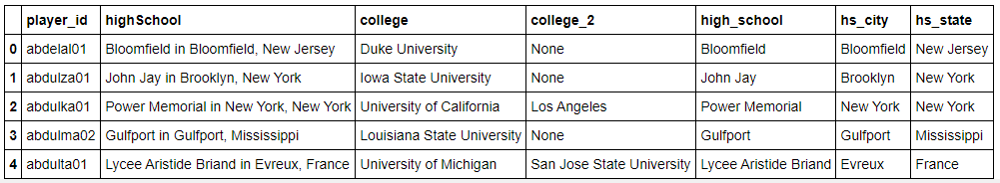 player_id highSchool college college_2 high_school hs_city hs_state
0 abdelal01 Bloomfield in Bloomfield, New Jersey Duke University None Bloomfield Bloomfield New Jersey
1 abdulza01 John Jay in Brooklyn, New York Iowa State University None John Jay Brooklyn New York
2 abdulka01 Power Memorial in New York, New York University of California Los Angeles Power Memorial New York New York
3 abdulma02 Gulfport in Gulfport, Mississippi Louisiana State University None Gulfport Gulfport Mississippi
4 abdulta01 Lycee Aristide Briand in Evreux, France University of Michigan San Jose State University Lycee Aristide Briand Evreux France